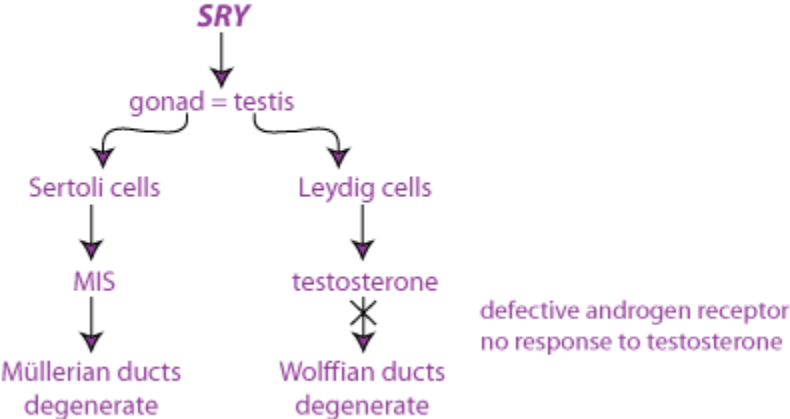 SRY
gonad = testis
Sertoli cells
Leydig cells
MIS
testosterone
defective androgen receptor
no response to testosterone
Müllerian ducts
degenerate
Wolffian ducts
degenerate